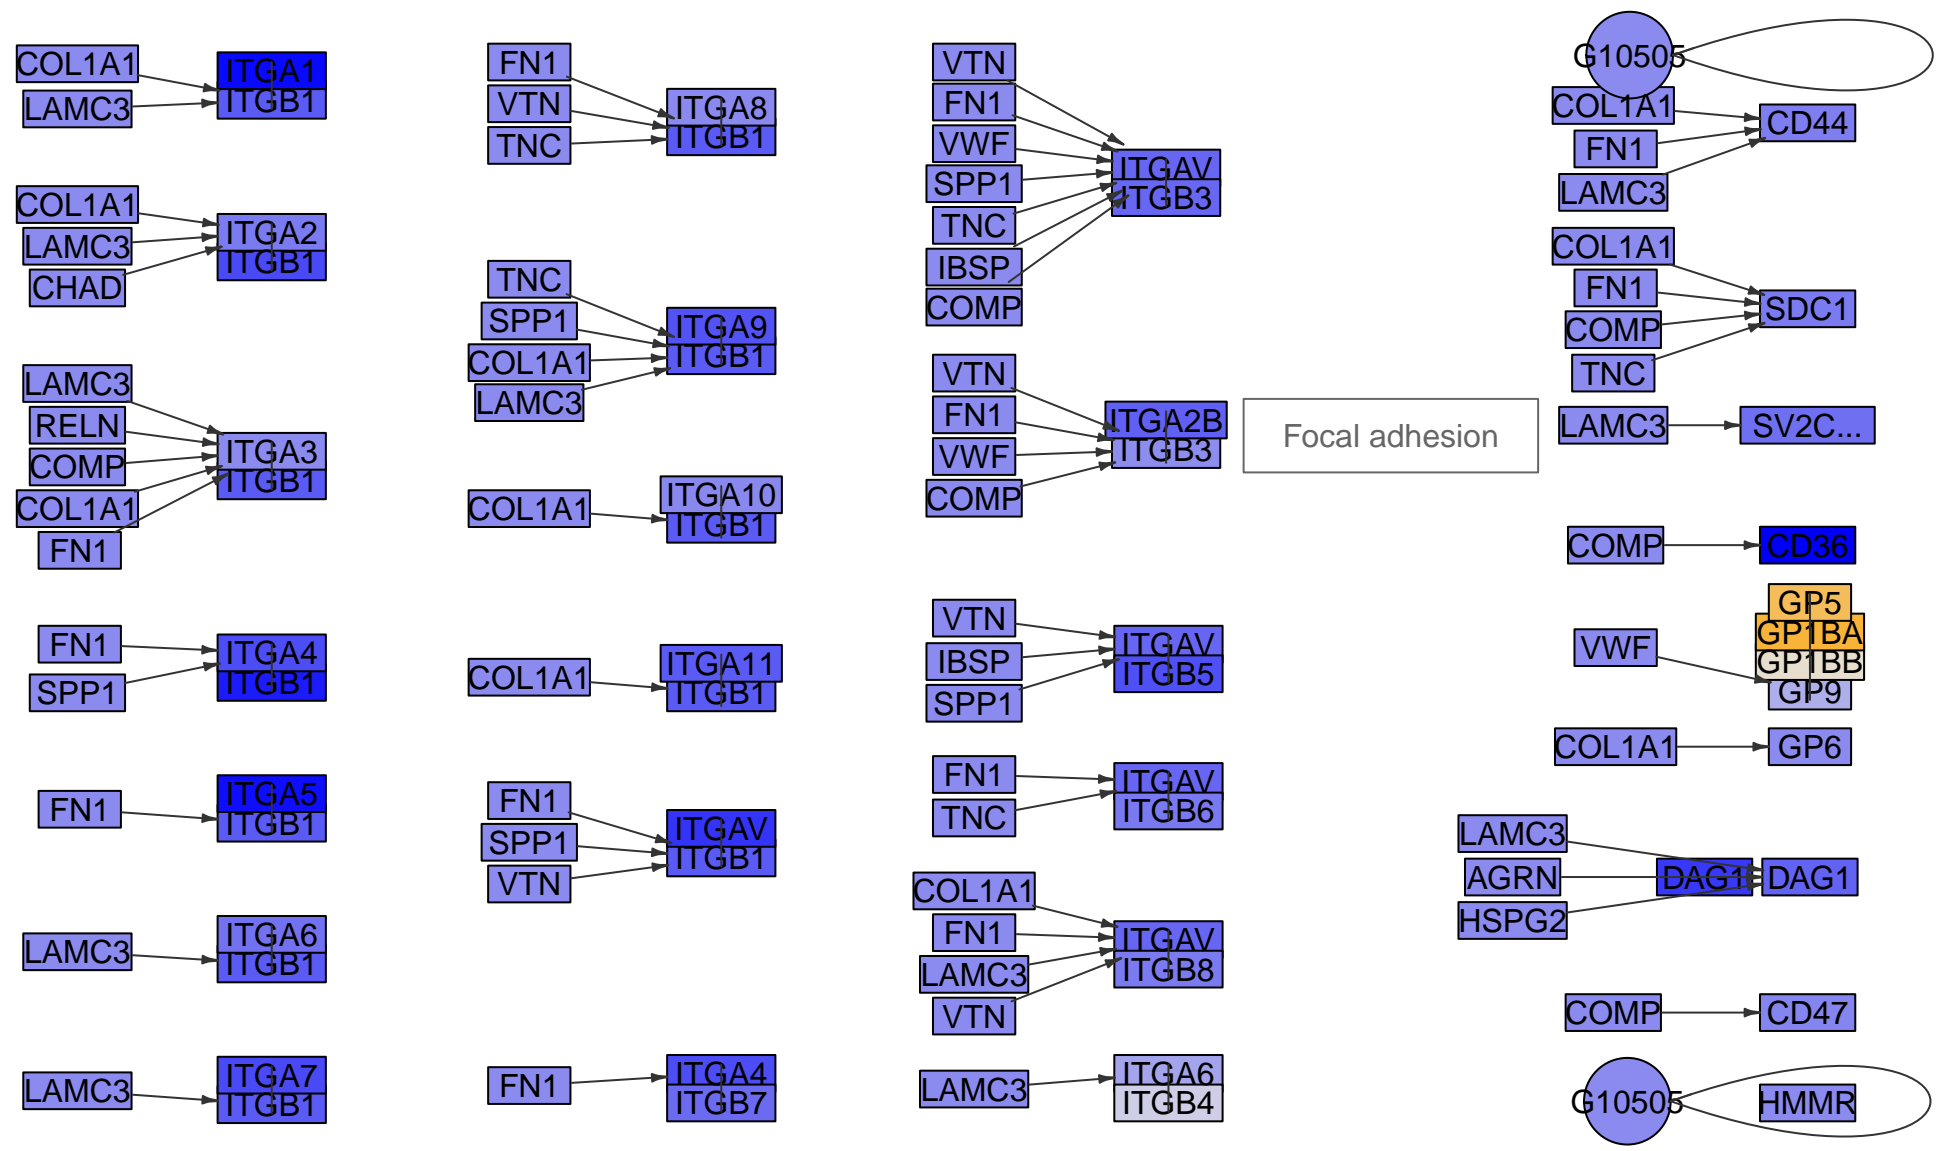 COL1A1
LAMC3
ITGA1
ITGB1
COL1A1
LAMC3
CHAD
ITGA2
ITGB1
LAMC3
RELN
COMP
COL1A1
FN1
ITGA3
ITGB1
FN1
SPP1
ITGA4
ITGB1
FN1
ITGA5
ITGB1
LAMC3
ITGA6
ITGB1
LAMC3
ITGA7
ITGB1
FN1
VTN
TNC
ITGA8
ITGB1
TNC
SPP1
COL1A1
LAMC3
ITGA9
ITGB1
COL1A1
ITGA10
ITGB1
COL1A1
ITGA11
ITGB1
FN1
SPP1
VTN
ITGAV
ITGB1
FN1
ITGA4
ITGB7
VTN
FN1
VWF
SPP1
TNC
IBSP
COMP
ITGAV
ITGB3
VTN
FN1
VWF
COMP
ITGA2B
ITGB3
Focal adhesion
VTN
IBSP
SPP1
ITGAV
ITGB5
FN1
TNC
ITGAV
ITGB6
COL1A1
FN1
LAMC3
VTN
ITGAV
ITGB8
LAMC3
ITGA6
ITGB4
G10505
COL1A1
FN1
LAMC3
CD44
COL1A1
FN1
COMP
TNC
SDC1
LAMC3
SV2C...
COMP
CD36
VWF
GP5
GP1BA
GP1BB
GP9
COL1A1
GP6
LAMC3
AGRN
HSPG2
DAG1
DAG1
COMP
CD47
G10505
HMMR